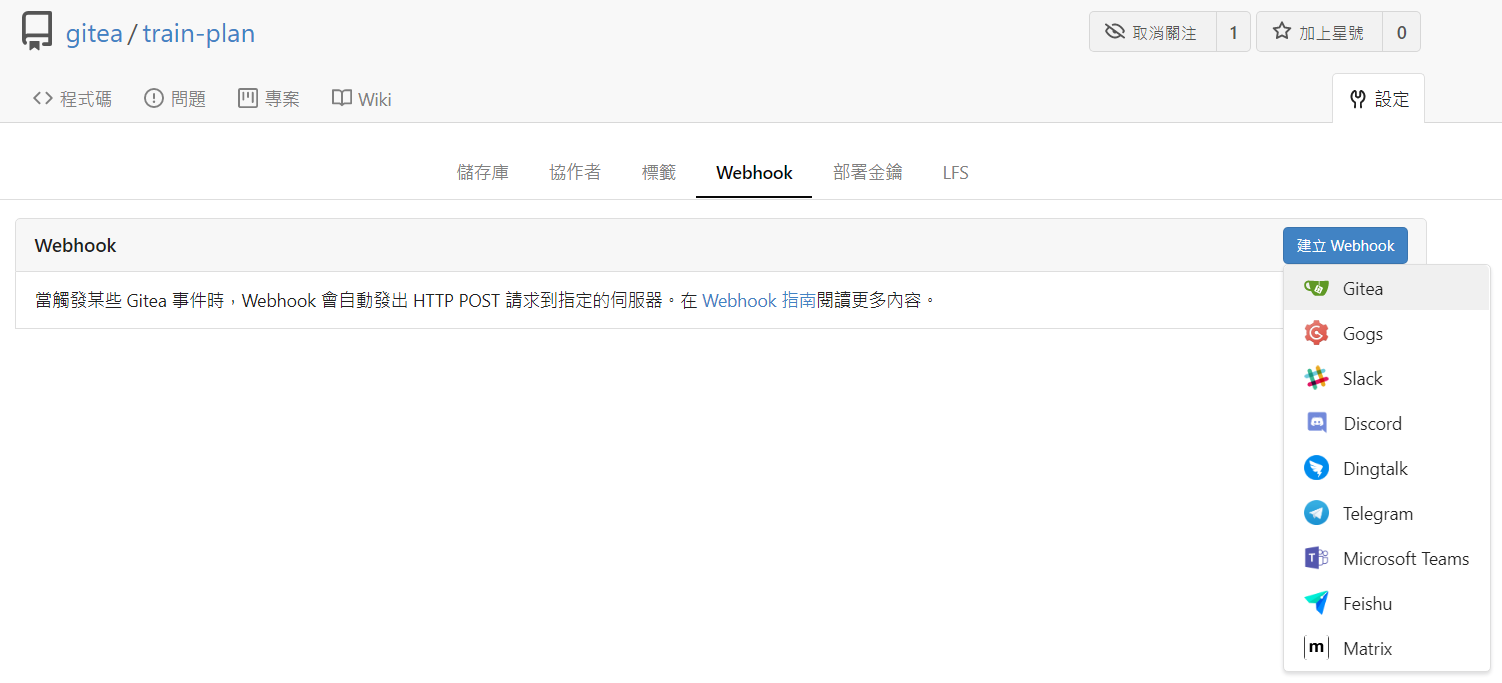 gitea / train-plan
取消關注 1 加上星號 0
程式碼 問題 專案 Wiki 設定
儲存庫 協作者 標籤 Webhook 部署金鑰 LFS
Webhook 建立 Webhook
當觸發某些 Gitea 事件時，Webhook 會自動發出 HTTP POST 請求到指定的伺服器。在 Webhook 指南閱讀更多內容。
Gitea
Gogs
Slack
Discord
Dingtalk
Telegram
Microsoft Teams
Feishu
Matrix